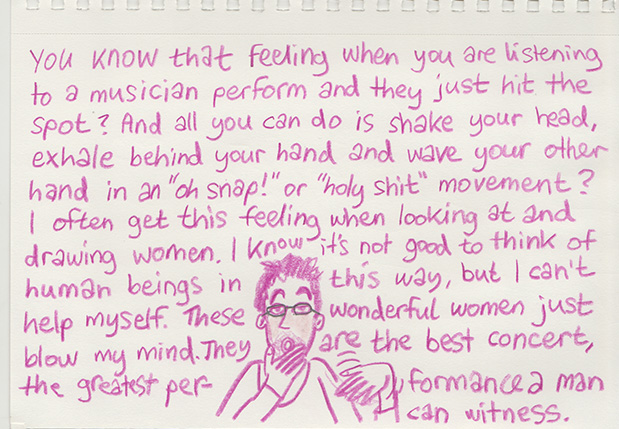 You know that feeling when you are listening
to a musician perform and they just hit the
spot? And all you can do is shake your head,
exhale behind your hand and wave your other
hand in an "oh snap!" or "holy shit" movement?
I often get this feeling when looking at and
drawing women. I know it's not good to think of
human beings in this way, but I can't
help myself. These wonderful women just
blow my mind. They are the best concert,
the greatest per- formance a man
can witness.